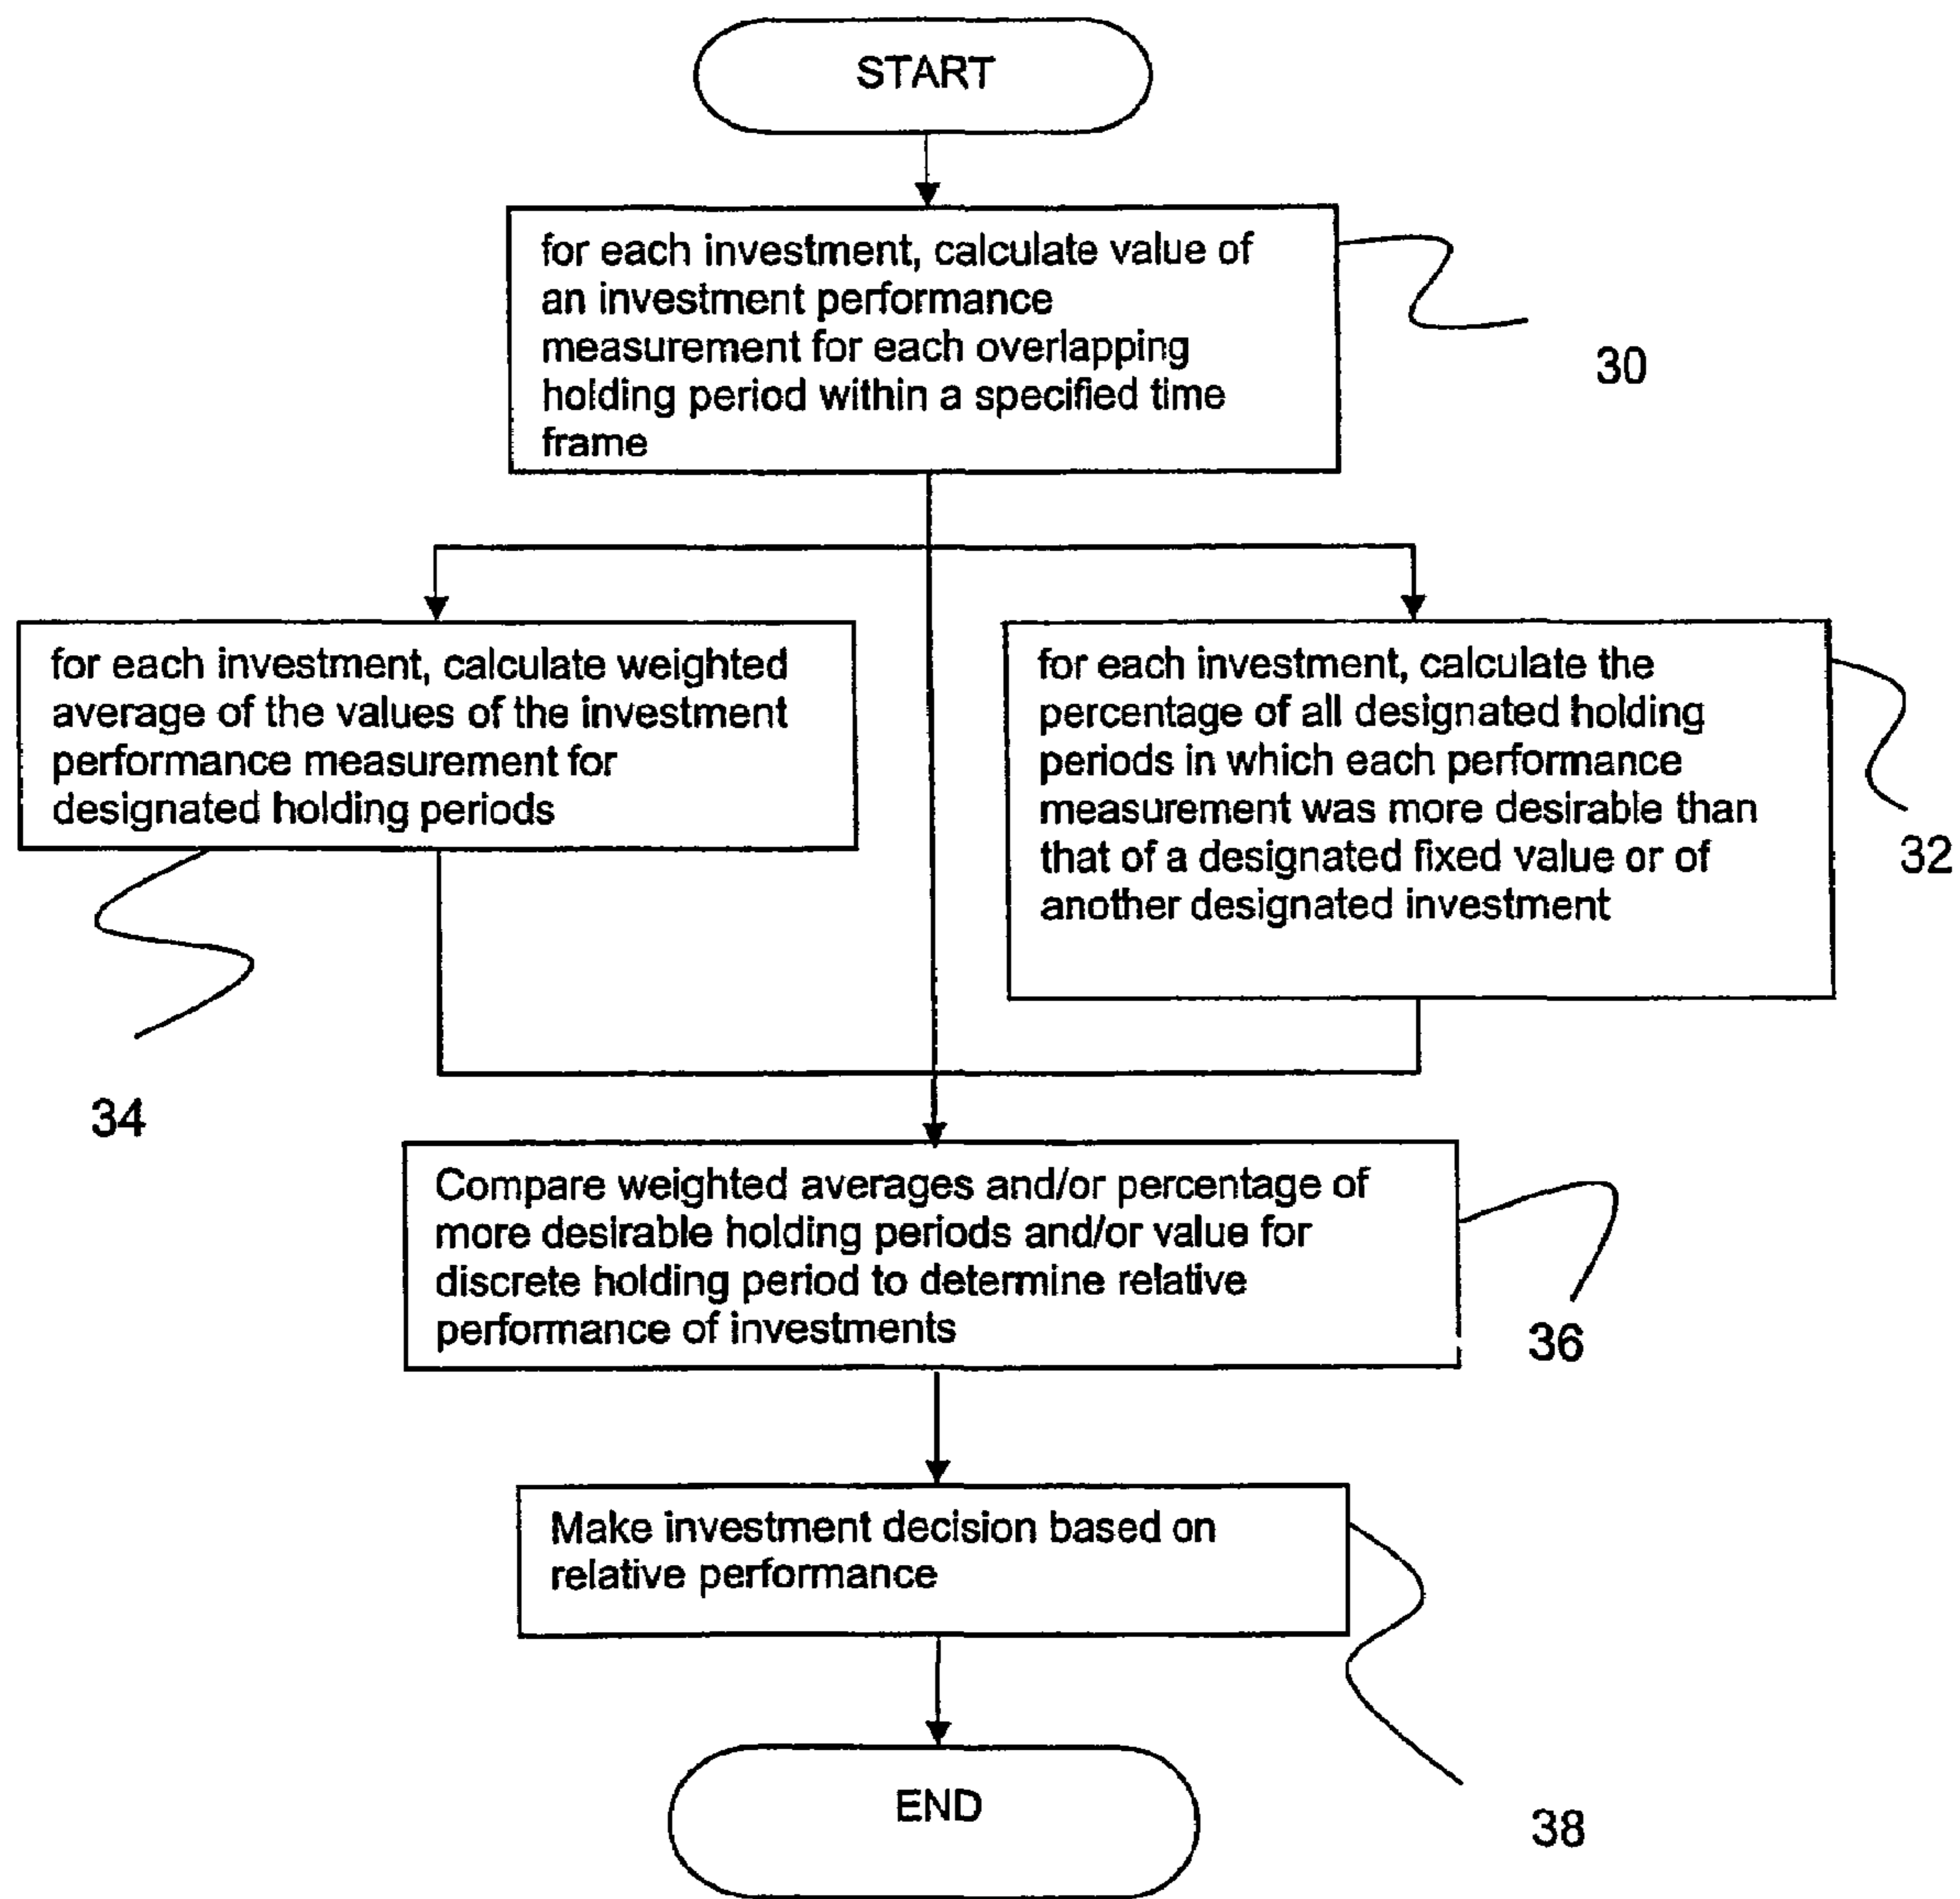 START
for each investment, calculate value of
an investment performance
measurement for each overlapping
holding period within a specified time
frame
30
for each investment, calculate weighted
average of the values of the investment
performance measurement for
designated holding periods
34
for each investment, calculate the
percentage of all designated holding
periods in which each performance
measurement was more desirable than
that of a designated fixed value or of
another designated investment
32
Compare weighted averages and/or percentage of
more desirable holding periods and/or value for
discrete holding period to determine relative
performance of investments
36
Make investment decision based on
relative performance
38
END